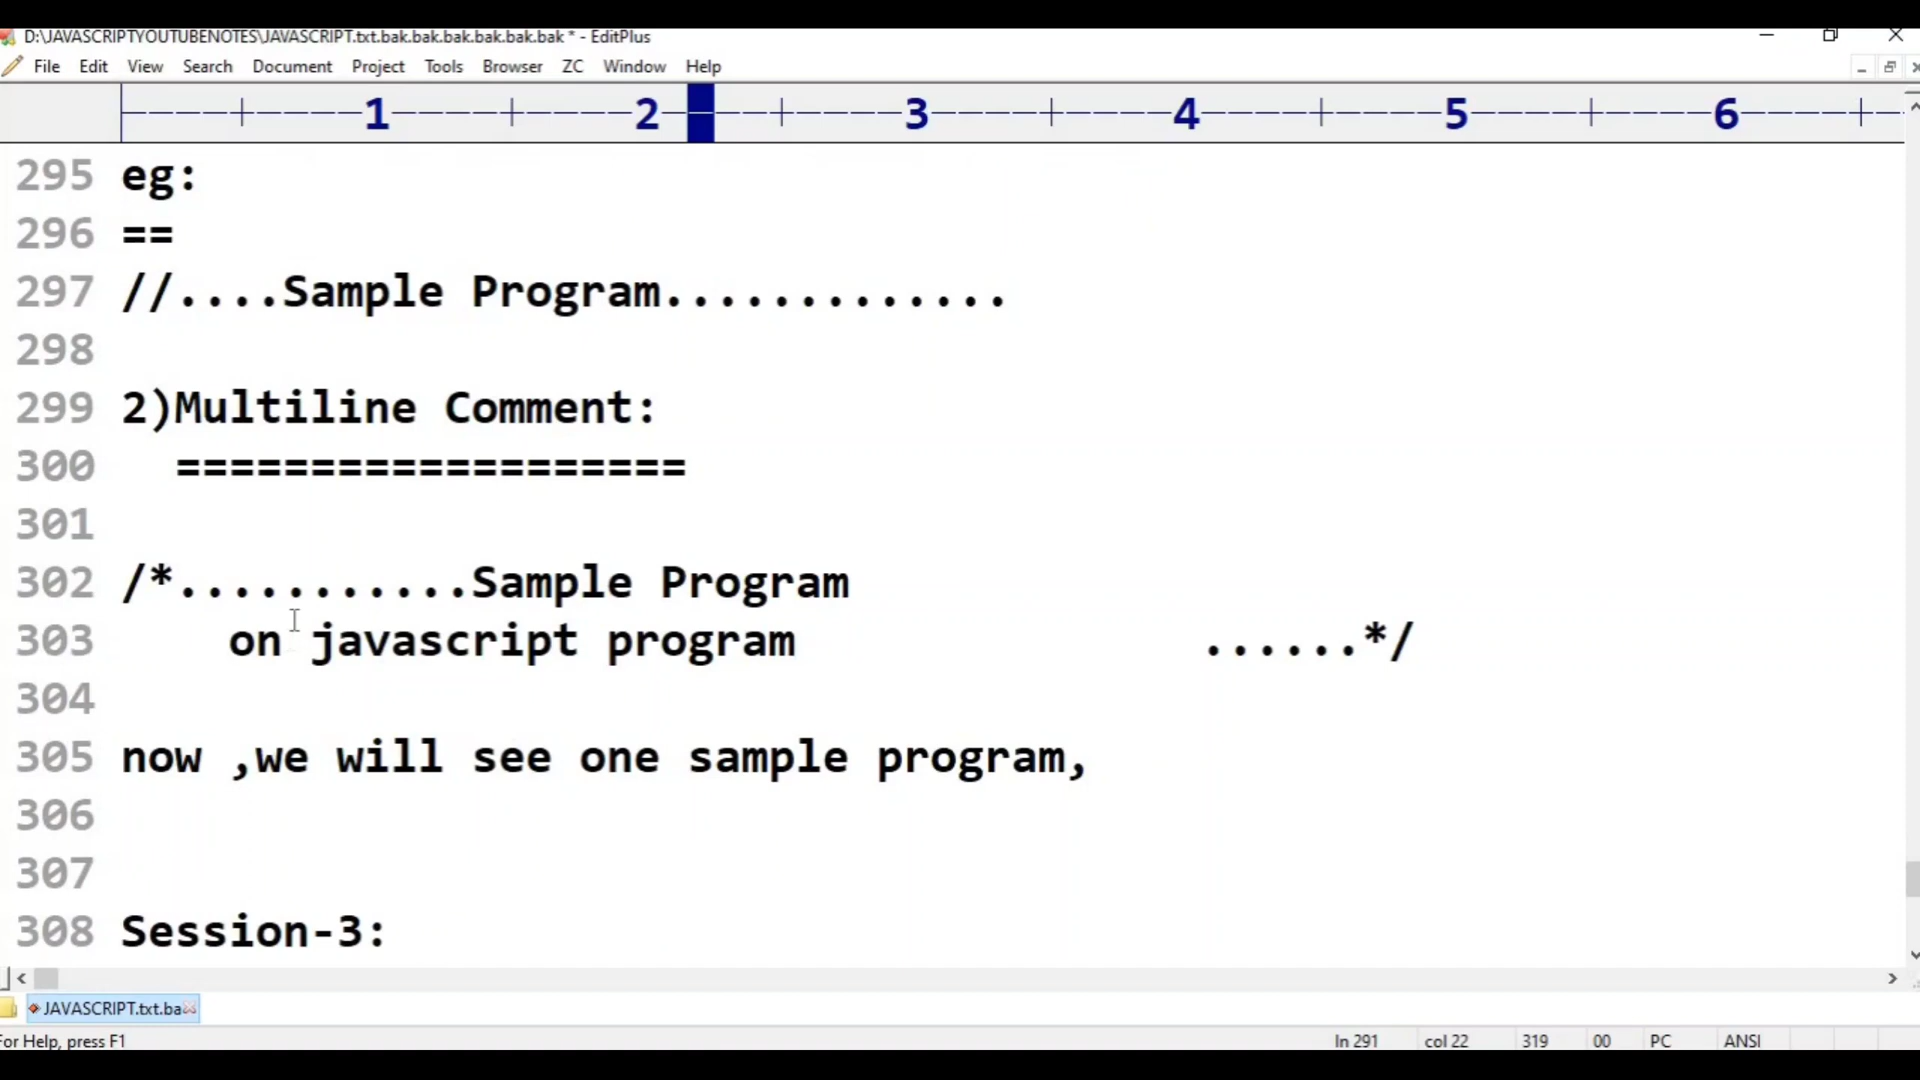 D:\JAVASCRIPTYOUTUBENOTES\JAVASCRIPT.txt.bak.bak.bak.bak.bak.bak * - EditPlus
File Edit View Search Document Project Tools Browser ZC Window Help
----+----1----+----2----+----3----+----4----+----5----+----6----+-
295 eg:
296 ==
297 //....Sample Program.............
298
299 2)Multiline Comment:
300 ===================
301
302 /*...........Sample Program
303 on javascript program ......*/
304
305 now ,we will see one sample program,
306
307
308 Session-3:
JAVASCRIPT.txt.ba
For Help, press F1 ln 291 col 22 319 00 PC ANSI